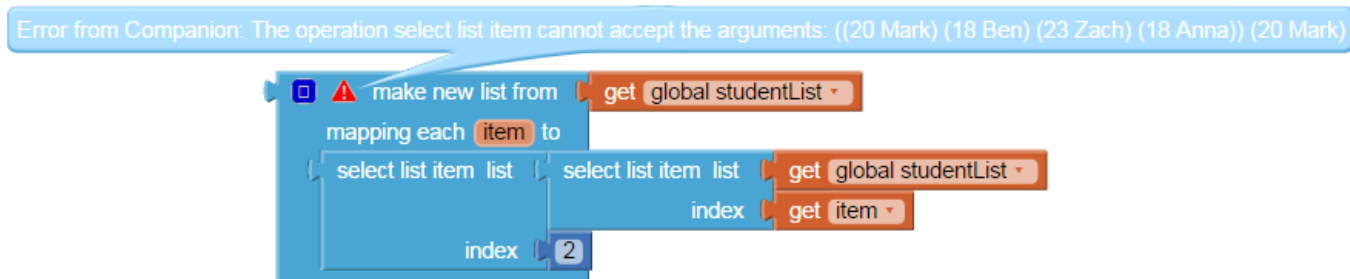 Error from Companion: The operation select list item cannot accept the arguments: ((20 Mark) (18 Ben) (23 Zach) (18 Anna)) (20 Mark)
make new list from get global studentList
mapping each item to
select list item list select list item list get global studentList
index get item
index 2